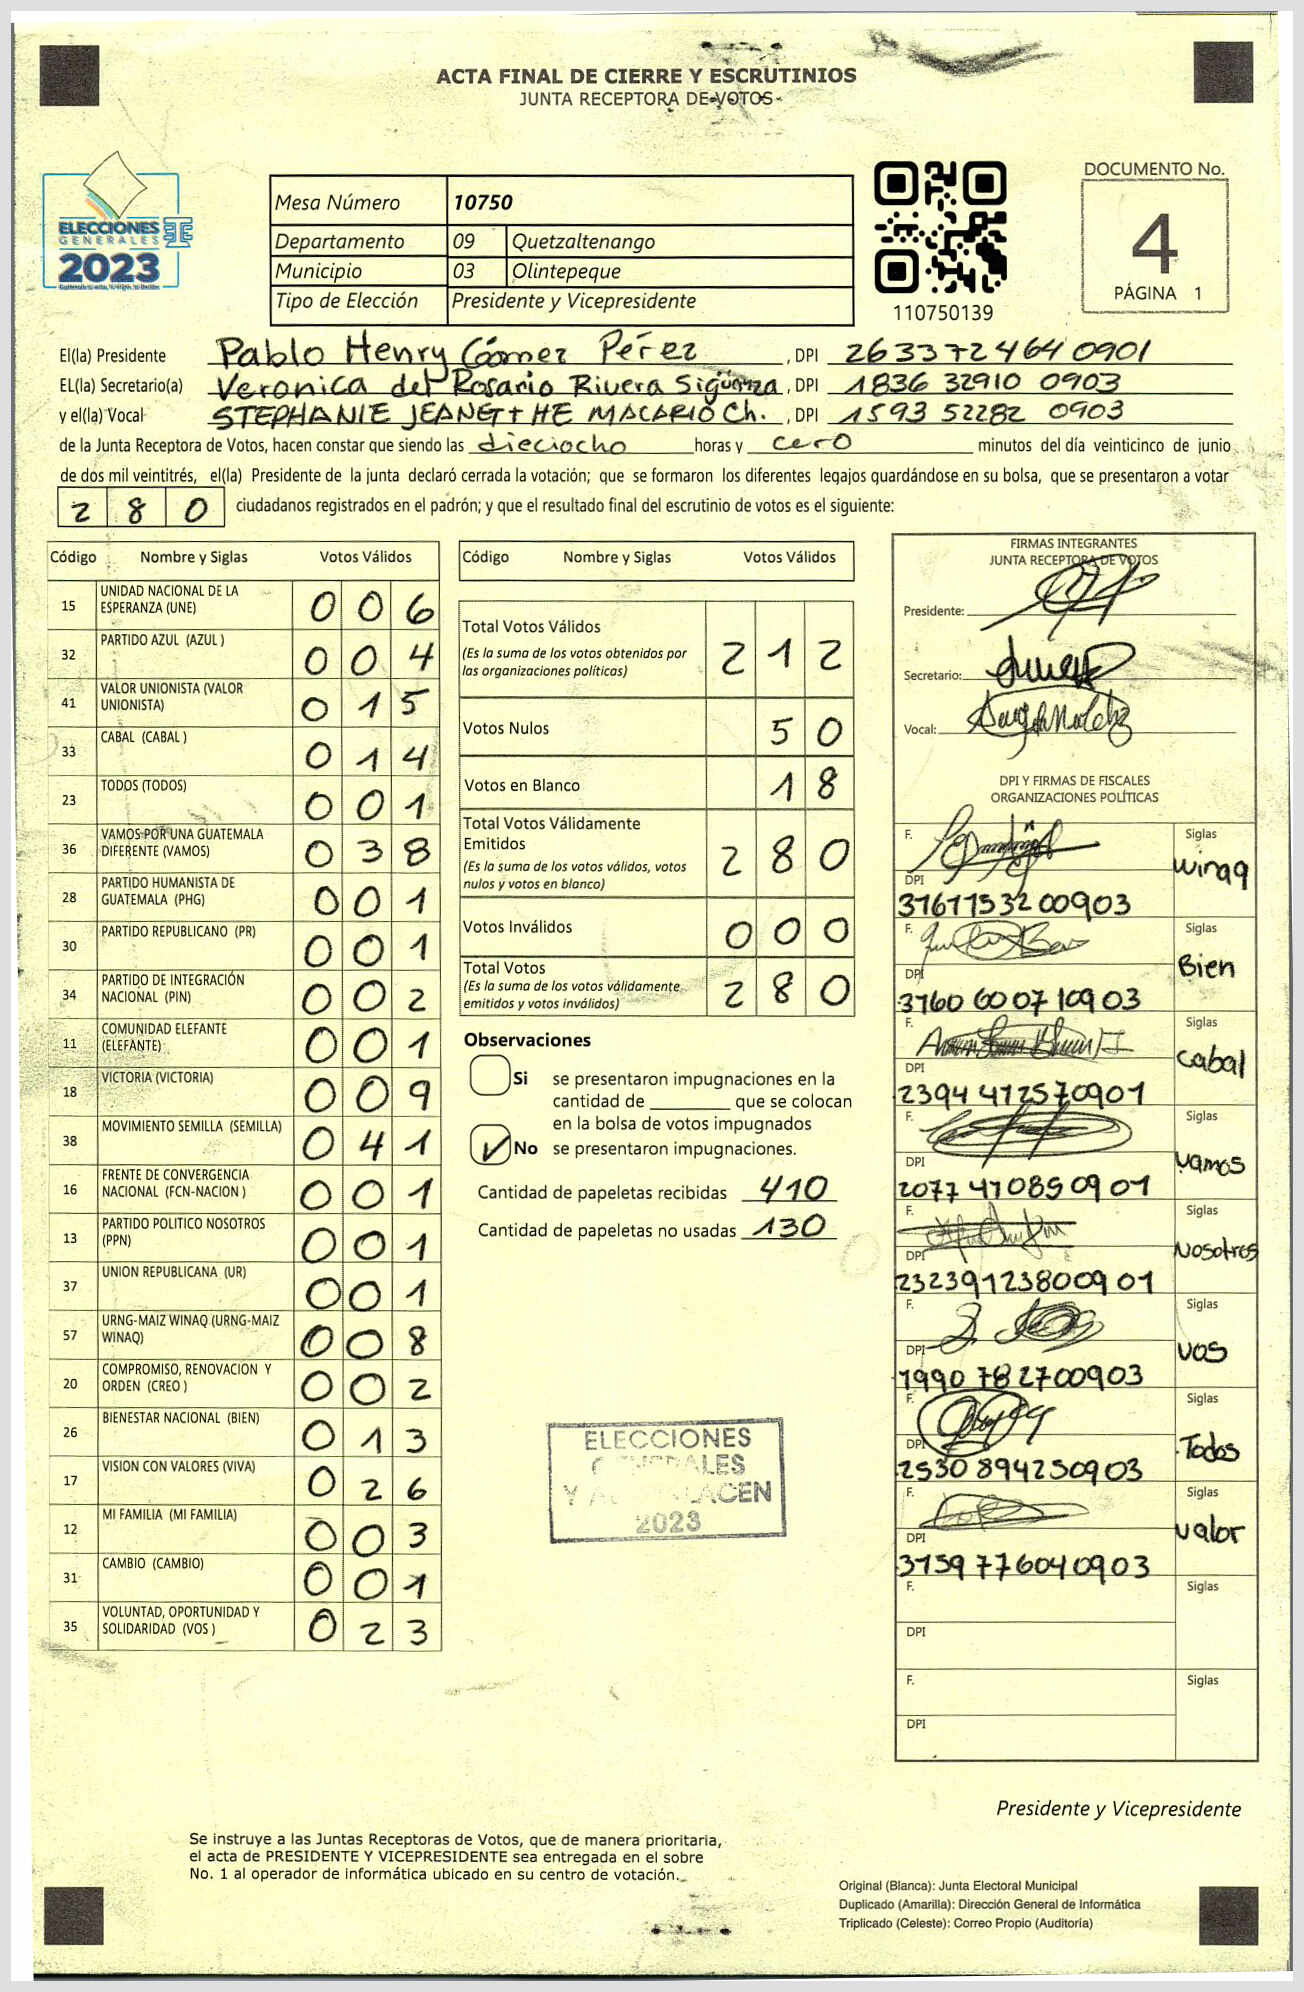 ACTA FINAL DE CIERRE Y ESCRUTINIOS
JUNTA RECEPTORA DE VOTOS
ELECCIONES
GENERALES
2023
Mesa Número 10750
Departamento 09 Quetzaltenango
Municipio 03 Olintepeque
Tipo de Elección Presidente y Vicepresidente
110750139
DOCUMENTO No.
4
PÁGINA 1
El(la) Presidente Pablo Henry Gómez Pérez, DPI 2633724640901
EL(la) Secretario(a) Veronica del Rosario Rivera Sigüenza, DPI 1836 32910 0903
y el(la) Vocal STEPHANIE JEANETTHE MACARIO Ch., DPI 1593 52282 0903
de la Junta Receptora de Votos, hacen constar que siendo las dieciocho horas y cero minutos del día veinticinco de junio
de dos mil veintitrés, el(la) Presidente de la junta declaró cerrada la votación; que se formaron los diferentes legajos guardándose en su bolsa, que se presentaron a votar
2 8 0 ciudadanos registrados en el padrón; y que el resultado final del escrutinio de votos es el siguiente:
Código Nombre y Siglas Votos Válidos
15 UNIDAD NACIONAL DE LA ESPERANZA (UNE) 0 0 6
32 PARTIDO AZUL (AZUL ) 0 0 4
41 VALOR UNIONISTA (VALOR UNIONISTA) 0 1 5
33 CABAL (CABAL ) 0 1 4
23 TODOS (TODOS) 0 0 1
36 VAMOS POR UNA GUATEMALA DIFERENTE (VAMOS) 0 3 8
28 PARTIDO HUMANISTA DE GUATEMALA (PHG) 0 0 1
30 PARTIDO REPUBLICANO (PR) 0 0 1
34 PARTIDO DE INTEGRACIÓN NACIONAL (PIN) 0 0 2
11 COMUNIDAD ELEFANTE (ELEFANTE) 0 0 1
18 VICTORIA (VICTORIA) 0 0 9
38 MOVIMIENTO SEMILLA (SEMILLA) 0 4 1
16 FRENTE DE CONVERGENCIA NACIONAL (FCN-NACION ) 0 0 1
13 PARTIDO POLITICO NOSOTROS (PPN) 0 0 1
37 UNION REPUBLICANA (UR) 0 0 1
57 URNG-MAIZ WINAQ (URNG-MAIZ WINAQ) 0 0 8
20 COMPROMISO, RENOVACION Y ORDEN (CREO ) 0 0 2
26 BIENESTAR NACIONAL (BIEN) 0 1 3
17 VISION CON VALORES (VIVA) 0 2 6
12 MI FAMILIA (MI FAMILIA) 0 0 3
31 CAMBIO (CAMBIO) 0 0 1
35 VOLUNTAD, OPORTUNIDAD Y SOLIDARIDAD (VOS ) 0 2 3
Código Nombre y Siglas Votos Válidos
Total Votos Válidos 2 1 2
(Es la suma de los votos obtenidos por
las organizaciones políticas)
Votos Nulos 5 0
Votos en Blanco 1 8
Total Votos Válidamente
Emitidos 2 8 0
(Es la suma de los votos válidos, votos
nulos y votos en blanco)
Votos Inválidos 0 0 0
Total Votos 2 8 0
(Es la suma de los votos válidamente
emitidos y votos inválidos)
Observaciones
Si se presentaron impugnaciones en la
cantidad de ________ que se colocan
en la bolsa de votos impugnados
No se presentaron impugnaciones.
Cantidad de papeletas recibidas 410
Cantidad de papeletas no usadas 130
ELECCIONES
GENERALES
2023
FIRMAS INTEGRANTES
JUNTA RECEPTORA DE VOTOS
Presidente:
Secretario:
Vocal:
DPI Y FIRMAS DE FISCALES
ORGANIZACIONES POLÍTICAS
F. Siglas
Winaq
DPI
3161153200903
F. Siglas
Bien
DPI
3160600710903
F. Siglas
Cabal
DPI
2394 412570901
F. Siglas
Vamos
DPI
2077 470850901
F. Siglas
Nosotros
DPI
23239123800901
F. Siglas
VOS
DPI
1990 782700903
F. Siglas
Todos
DPI
2530 894250903
F. Siglas
valor
DPI
3159776040903
F. Siglas
DPI
F. Siglas
DPI
Presidente y Vicepresidente
Se instruye a las Juntas Receptoras de Votos, que de manera prioritaria,
el acta de PRESIDENTE Y VICEPRESIDENTE sea entregada en el sobre
No. 1 al operador de informática ubicado en su centro de votación.
Original (Blanca): Junta Electoral Municipal
Duplicado (Amarilla): Dirección General de Informática
Triplicado (Celeste): Correo Propio (Auditoría)